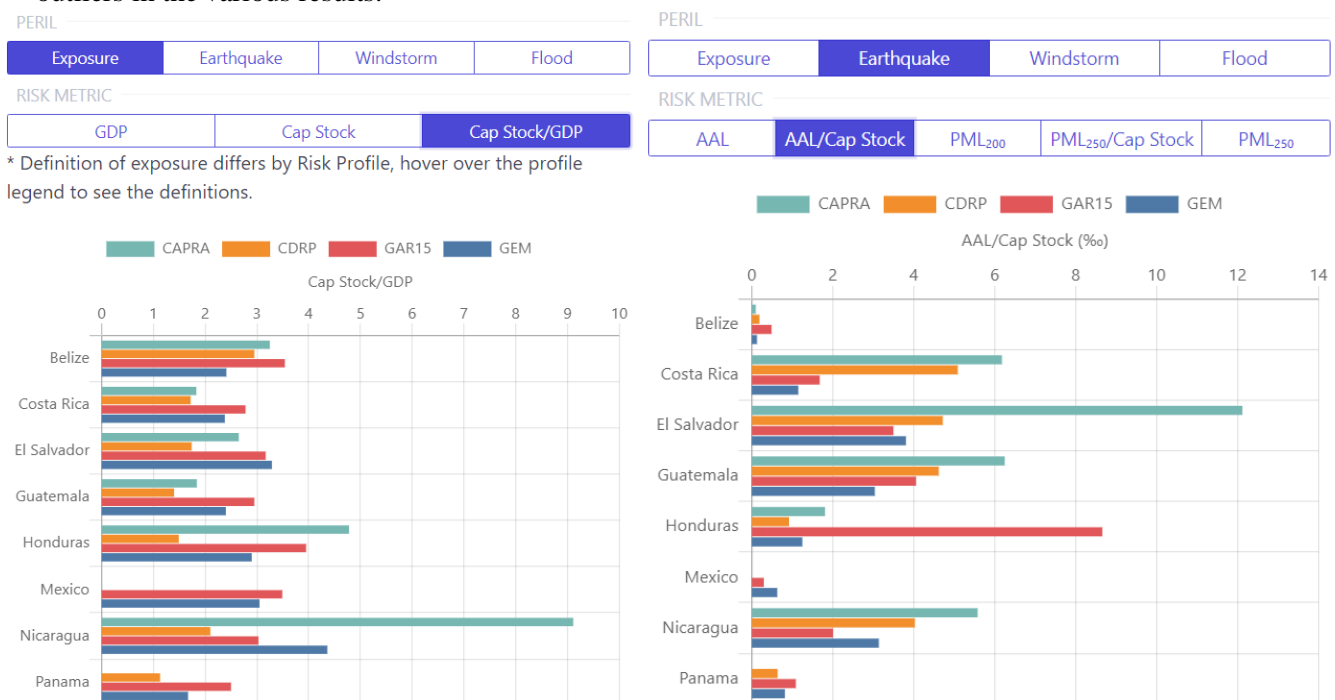 outliers in the various results.
PERIL
Exposure Earthquake Windstorm Flood
RISK METRIC
GDP Cap Stock Cap Stock/GDP
* Definition of exposure differs by Risk Profile, hover over the profile
legend to see the definitions.
CAPRA CDRP GAR15 GEM
Cap Stock/GDP
0 1 2 3 4 5 6 7 8 9 10
Belize
Costa Rica
El Salvador
Guatemala
Honduras
Mexico
Nicaragua
Panama
PERIL
Exposure Earthquake Windstorm Flood
RISK METRIC
AAL AAL/Cap Stock PML₂₀₀ PML₂₅₀/Cap Stock PML₂₅₀
CAPRA CDRP GAR15 GEM
AAL/Cap Stock (‰)
0 2 4 6 8 10 12 14
Belize
Costa Rica
El Salvador
Guatemala
Honduras
Mexico
Nicaragua
Panama